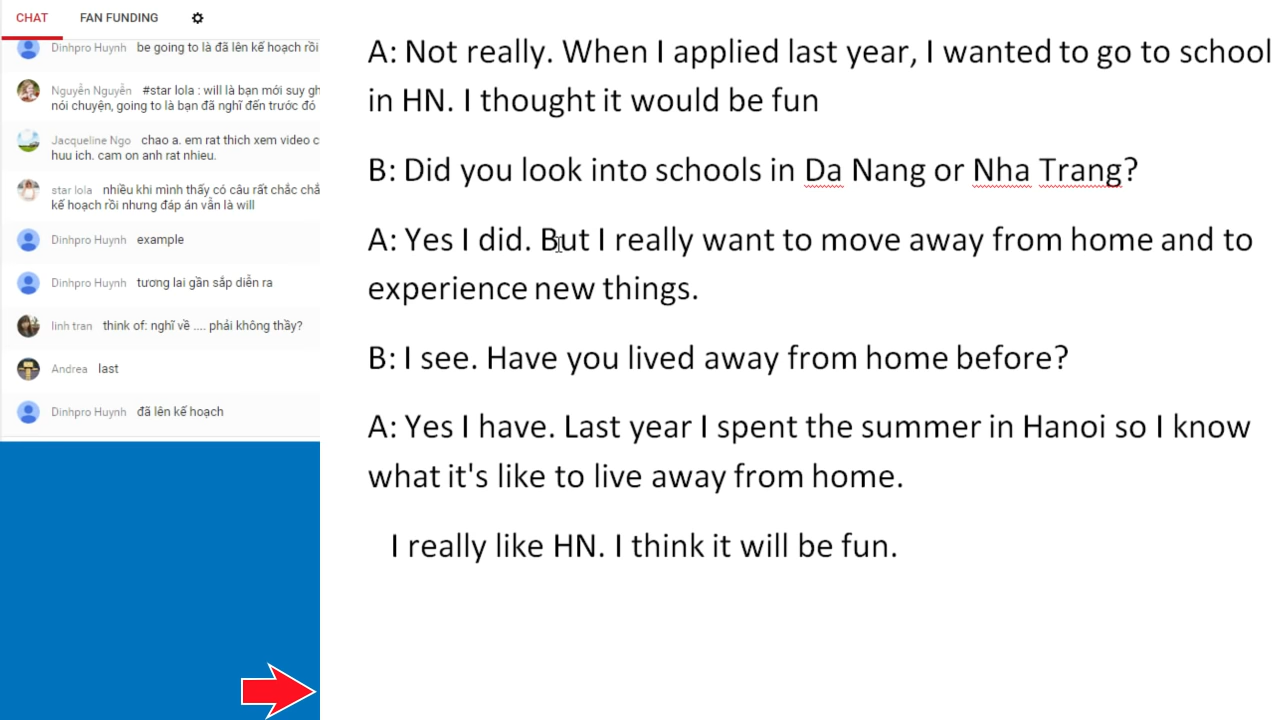 CHAT FAN FUNDING
Dinhpro Huynh be going to là đã lên kế hoạch rồi
Nguyễn Nguyễn #star lola : will là bạn mới suy
nói chuyện, going to là bạn đã nghĩ đến trước đó
Jacqueline Ngo chao a. em rat thich xem video
huu ich. cam on anh rat nhieu.
star lola nhiều khi mình thấy có câu rất chắc
kế hoạch rồi nhưng đáp án vẫn là will
Dinhpro Huynh example
Dinhpro Huynh tương lai gần sắp diễn ra
linh tran think of: nghĩ về .... phải không thầy?
Andrea last
Dinhpro Huynh đã lên kế hoạch
A: Not really. When I applied last year, I wanted to go to school
in HN. I thought it would be fun
B: Did you look into schools in Da Nang or Nha Trang?
A: Yes I did. But I really want to move away from home and to
experience new things.
B: I see. Have you lived away from home before?
A: Yes I have. Last year I spent the summer in Hanoi so I know
what it's like to live away from home.
I really like HN. I think it will be fun.